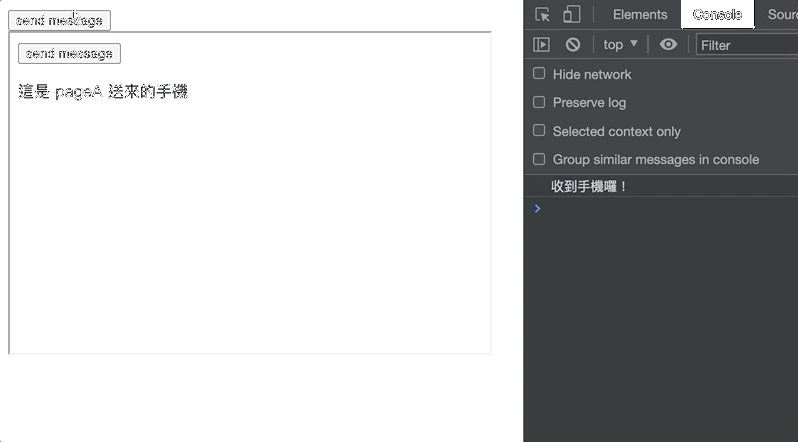 send message
send message
這是 pageA 送來的手機
Elements
Console
Sour
top
Filter
Hide network
Preserve log
Selected context only
Group similar messages in console
收到手機囉！